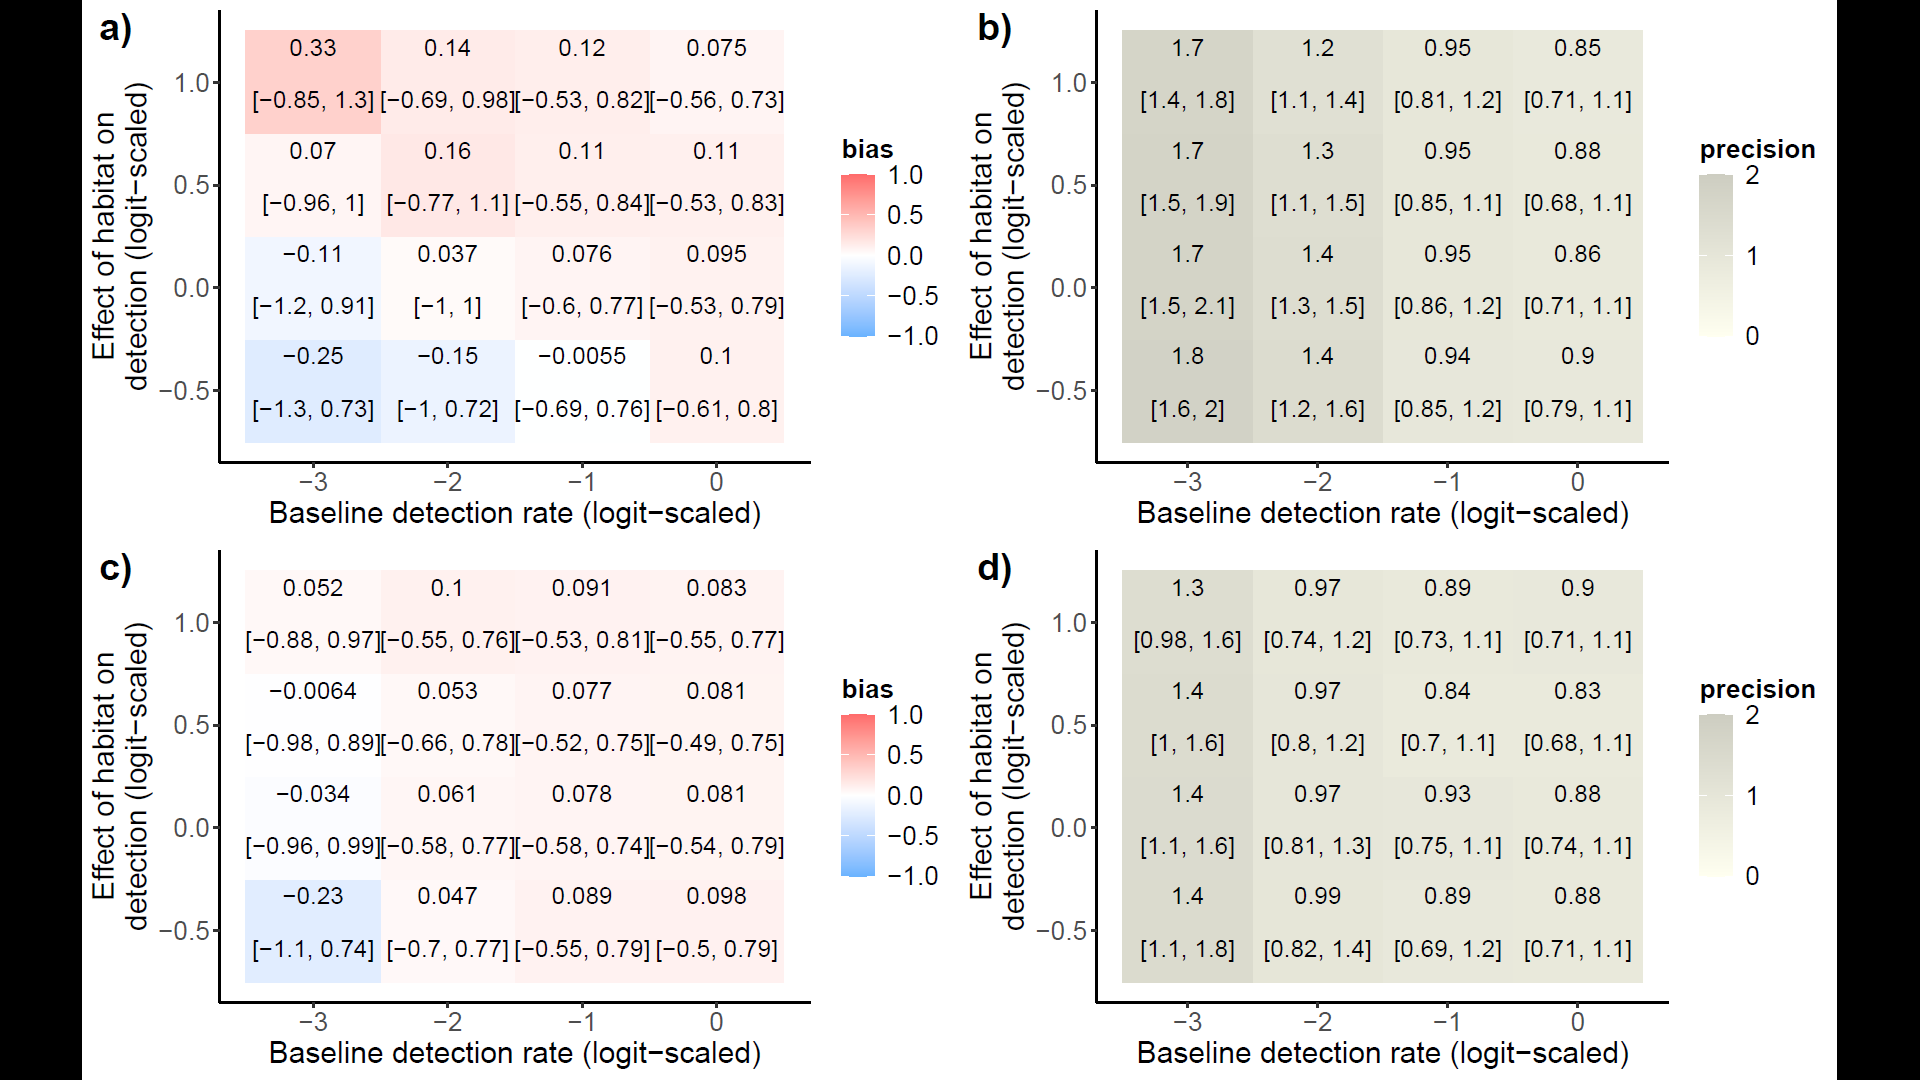 a)
Effect of habitat on
detection (logit−scaled)
1.0
0.5
0.0
−0.5
0.33 0.14 0.12 0.075
[−0.85, 1.3] [−0.69, 0.98] [−0.53, 0.82] [−0.56, 0.73]
0.07 0.16 0.11 0.11
[−0.96, 1] [−0.77, 1.1] [−0.55, 0.84] [−0.53, 0.83]
−0.11 0.037 0.076 0.095
[−1.2, 0.91] [−1, 1] [−0.6, 0.77] [−0.53, 0.79]
−0.25 −0.15 −0.0055 0.1
[−1.3, 0.73] [−1, 0.72] [−0.69, 0.76] [−0.61, 0.8]
−3 −2 −1 0
Baseline detection rate (logit−scaled)
bias
1.0
0.5
0.0
−0.5
−1.0
b)
Effect of habitat on
detection (logit−scaled)
1.0
0.5
0.0
−0.5
1.7 1.2 0.95 0.85
[1.4, 1.8] [1.1, 1.4] [0.81, 1.2] [0.71, 1.1]
1.7 1.3 0.95 0.88
[1.5, 1.9] [1.1, 1.5] [0.85, 1.1] [0.68, 1.1]
1.7 1.4 0.95 0.86
[1.5, 2.1] [1.3, 1.5] [0.86, 1.2] [0.71, 1.1]
1.8 1.4 0.94 0.9
[1.6, 2] [1.2, 1.6] [0.85, 1.2] [0.79, 1.1]
−3 −2 −1 0
Baseline detection rate (logit−scaled)
precision
2
1
0
c)
Effect of habitat on
detection (logit−scaled)
1.0
0.5
0.0
−0.5
0.052 0.1 0.091 0.083
[−0.88, 0.97] [−0.55, 0.76] [−0.53, 0.81] [−0.55, 0.77]
−0.0064 0.053 0.077 0.081
[−0.98, 0.89] [−0.66, 0.78] [−0.52, 0.75] [−0.49, 0.75]
−0.034 0.061 0.078 0.081
[−0.96, 0.99] [−0.58, 0.77] [−0.58, 0.74] [−0.54, 0.79]
−0.23 0.047 0.089 0.098
[−1.1, 0.74] [−0.7, 0.77] [−0.55, 0.79] [−0.5, 0.79]
−3 −2 −1 0
Baseline detection rate (logit−scaled)
bias
1.0
0.5
0.0
−0.5
−1.0
d)
Effect of habitat on
detection (logit−scaled)
1.0
0.5
0.0
−0.5
1.3 0.97 0.89 0.9
[0.98, 1.6] [0.74, 1.2] [0.73, 1.1] [0.71, 1.1]
1.4 0.97 0.84 0.83
[1, 1.6] [0.8, 1.2] [0.7, 1.1] [0.68, 1.1]
1.4 0.97 0.93 0.88
[1.1, 1.6] [0.81, 1.3] [0.75, 1.1] [0.74, 1.1]
1.4 0.99 0.89 0.88
[1.1, 1.8] [0.82, 1.4] [0.69, 1.2] [0.71, 1.1]
−3 −2 −1 0
Baseline detection rate (logit−scaled)
precision
2
1
0